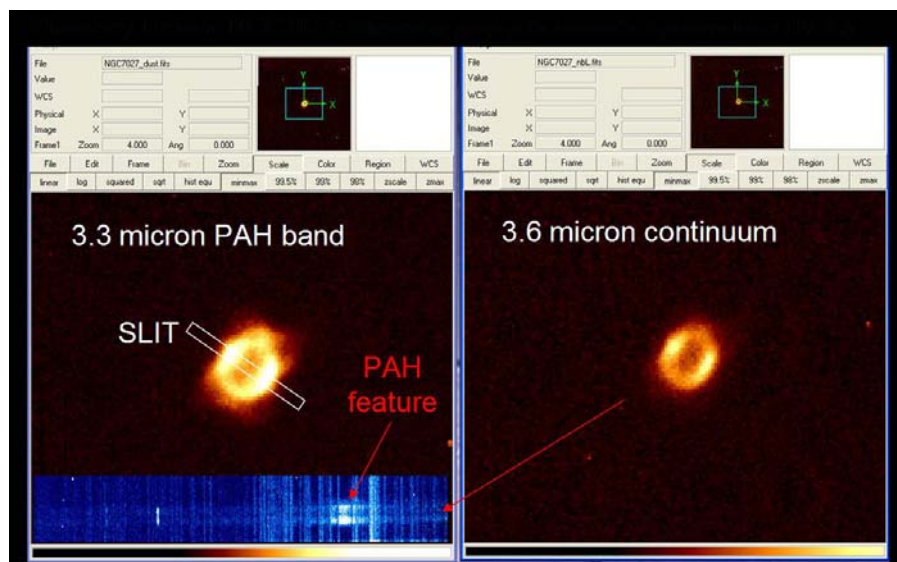 File NGC7027_dust.fits
Value
WCS
Physical X Y
Image X Y
Frame1 Zoom 4.000 Ang 0.000
File Edit Frame Bin Zoom Scale Color Region WCS
linear log squared sqrt hist equ minmax 99.5% 99% 98% zscale zmax
Y
X
3.3 micron PAH band
SLIT
PAH
feature
File NGC7027_nbL.fits
Value
WCS
Physical X Y
Image X Y
Frame1 Zoom 4.000 Ang 0.000
File Edit Frame Bin Zoom Scale Color Region WCS
linear log squared sqrt hist equ minmax 99.5% 99% 98% zscale zmax
Y
X
3.6 micron continuum